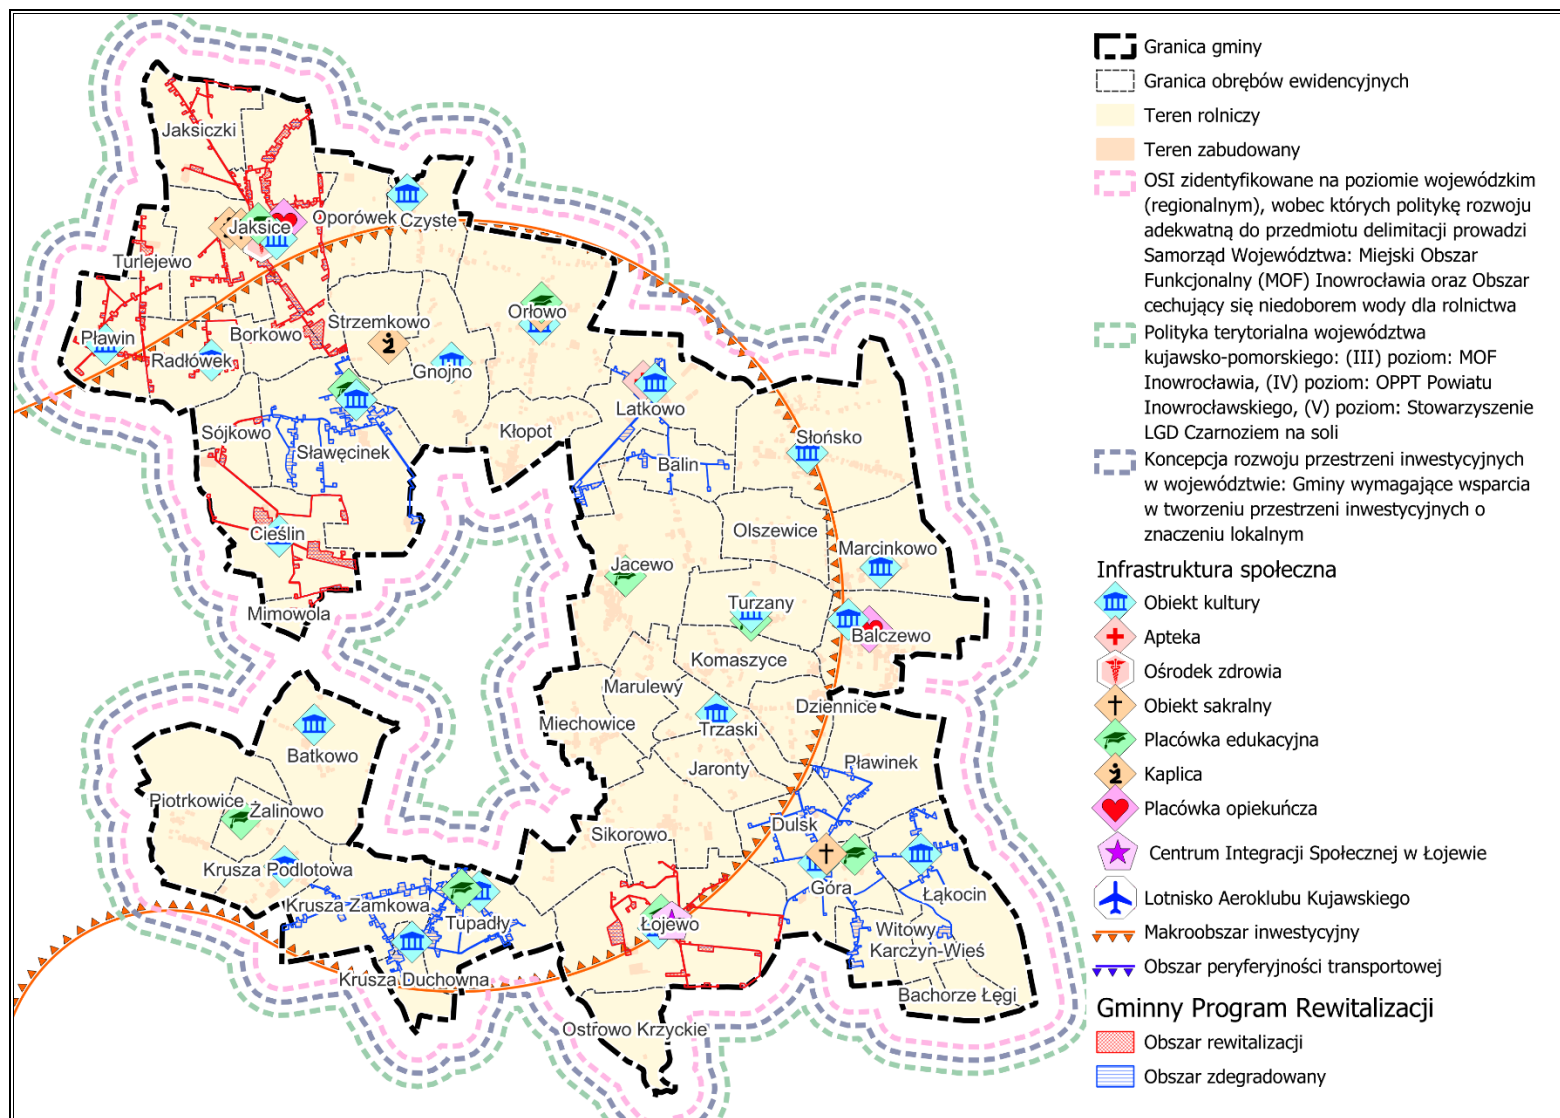 Granica gminy
Granica obrębów ewidencyjnych
Teren rolniczy
Teren zabudowany
OSI zidentyfikowane na poziomie wojewódzkim
(regionalnym), wobec których politykę rozwoju
adekwatną do przedmiotu delimitacji prowadzi
Samorząd Województwa: Miejski Obszar
Funkcjonalny (MOF) Inowrocławia oraz Obszar
cechujący się niedoborem wody dla rolnictwa
Polityka terytorialna województwa
kujawsko-pomorskiego: (III) poziom: MOF
Inowrocławia, (IV) poziom: OPPT Powiatu
Inowrocławskiego, (V) poziom: Stowarzyszenie
LGD Czarnoziem na soli
Koncepcja rozwoju przestrzeni inwestycyjnych
w województwie: Gminy wymagające wsparcia
w tworzeniu przestrzeni inwestycyjnych o
znaczeniu lokalnym
Infrastruktura społeczna
Obiekt kultury
Apteka
Ośrodek zdrowia
Obiekt sakralny
Placówka edukacyjna
Kaplica
Placówka opiekuńcza
Centrum Integracji Społecznej w Łojewie
Lotnisko Aeroklubu Kujawskiego
Makroobszar inwestycyjny
Obszar peryferyjności transportowej
Gminny Program Rewitalizacji
Obszar rewitalizacji
Obszar zdegradowany
Jaksiczki
Oporówek
Czyste
Jaksice
Turlejewo
Orłowo
Strzemkowo
Borkowo
Pławin
Radłówek
Gnojno
Latkowo
Kłopot
Sójkowo
Słońsko
Sławęcinek
Balin
Cieślin
Olszewice
Marcinkowo
Jacewo
Turzany
Mimowola
Balczewo
Komaszyce
Marulewy
Dziennice
Miechowice
Trzaski
Batkowo
Pławinek
Jaronty
Piotrkowice
Żalinowo
Dulsk
Sikorowo
Krusza Podlotowa
Góra
Łąkocin
Krusza Zamkowa
Tupadły
Łojewo
Witowy
Karczyn-Wieś
Krusza Duchowna
Bachorze Łęgi
Ostrowo Krzyckie